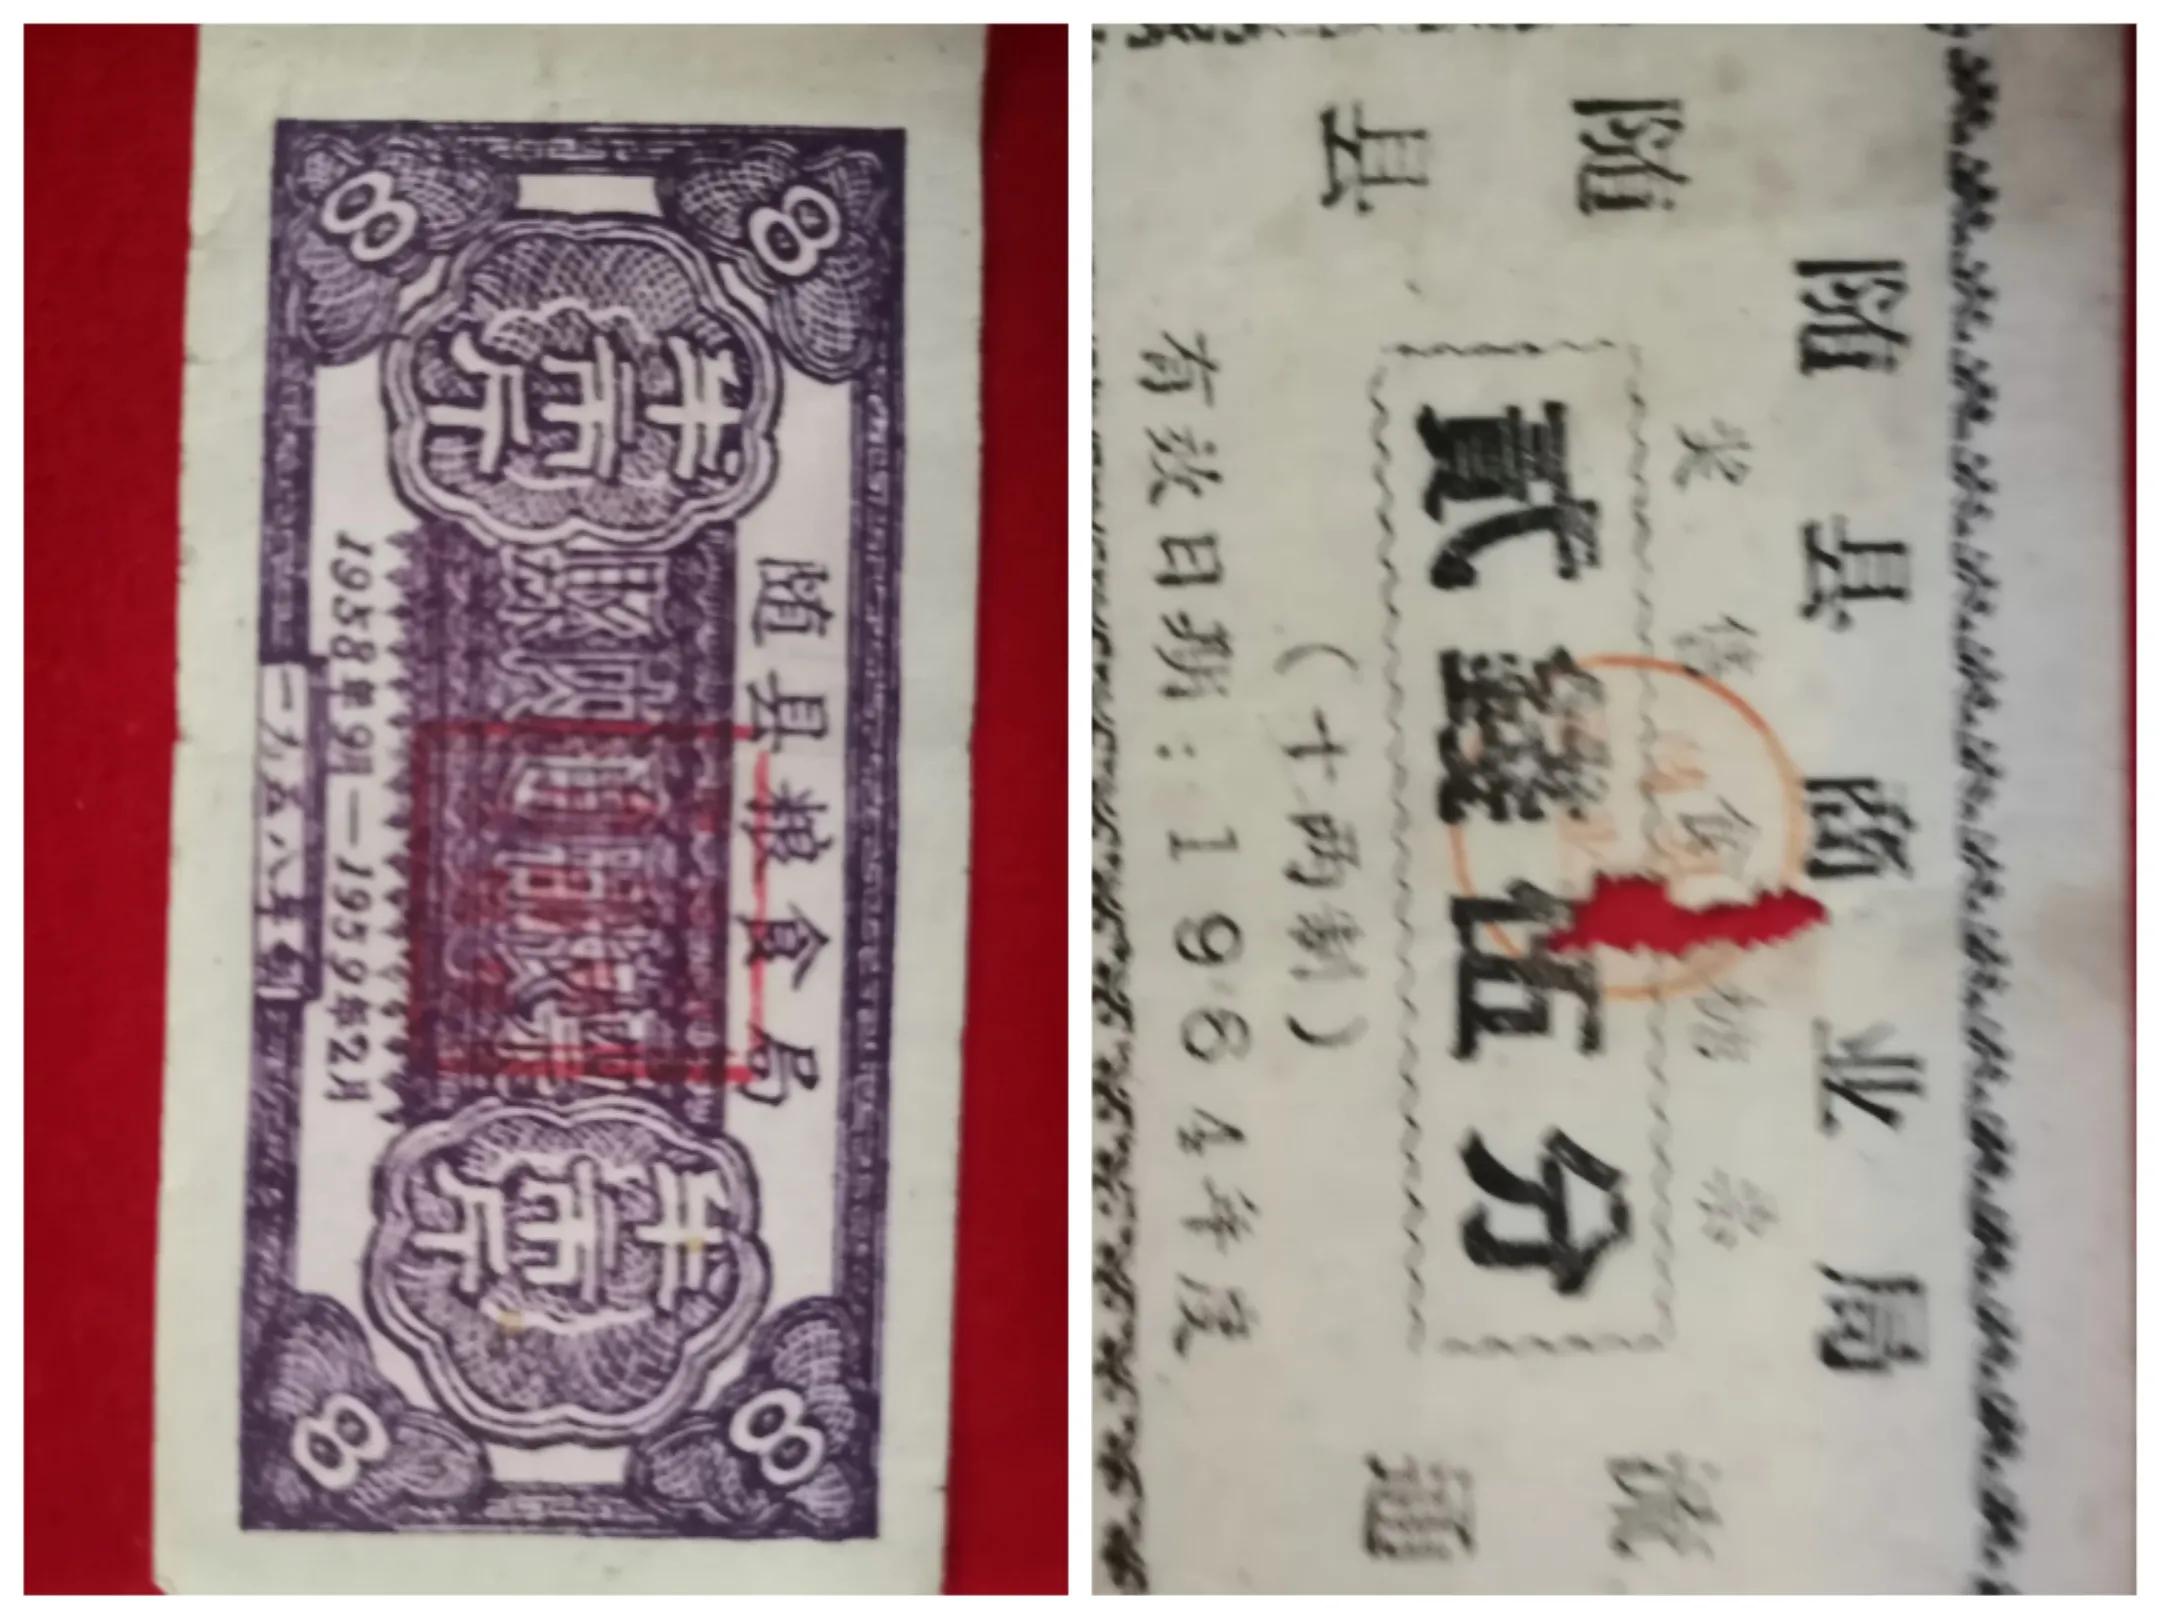 随县粮食局
8
8
半市斤
半市斤
1958年9月—1959年2月
8
8
一九五八年制
随县商业局
随县
流通
奖售
票
貳錢伍分
(十两制)
有效日期:1964年度